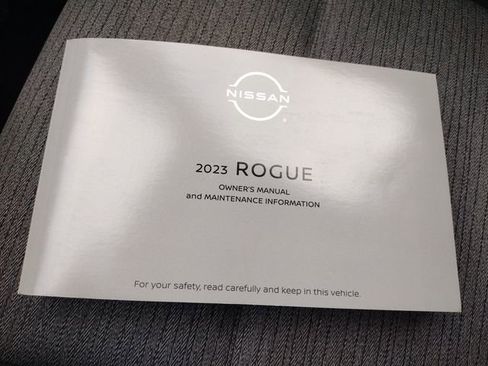 NISSAN
2023 ROGUE
OWNER'S MANUAL
and MAINTENANCE INFORMATION
For your safety, read carefully and keep in this vehicle.